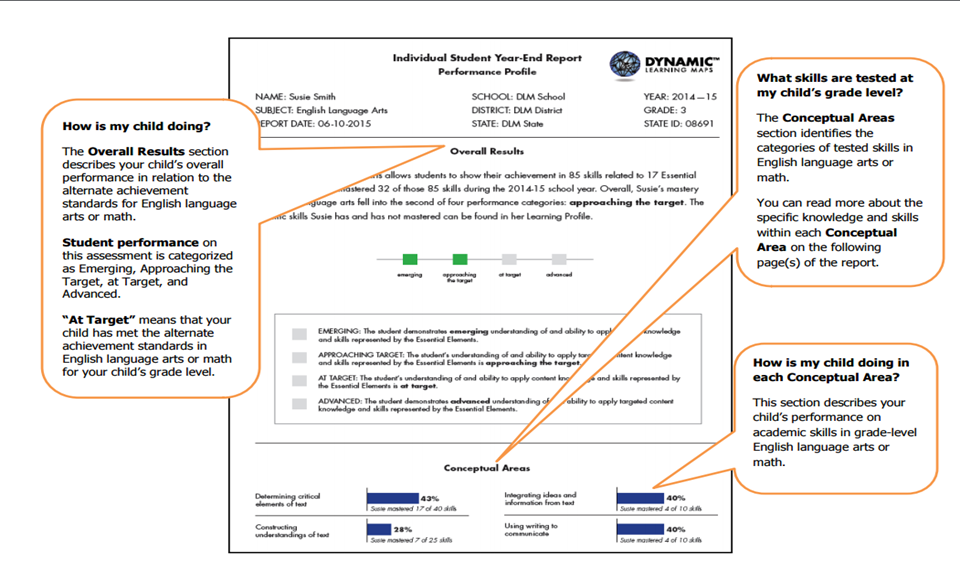 Individual Student Year-End Report
Performance Profile
DYNAMIC™
LEARNING MAPS
NAME: Susie Smith
SUBJECT: English Language Arts
REPORT DATE: 06-10-2015
SCHOOL: DLM School
DISTRICT: DLM District
STATE: DLM State
YEAR: 2014—15
GRADE: 3
STATE ID: 08691
Overall Results
allows students to show their achievement in 85 skills related to 17 Essential
mastered 32 of those 85 skills during the 2014-15 school year. Overall, Susie's mastery
language arts fell into the second of four performance categories: approaching the target. The
skills Susie has and has not mastered can be found in her Learning Profile.
emerging
approaching
the target
at target
advanced
EMERGING: The student demonstrates emerging understanding of and ability to apply knowledge
and skills represented by the Essential Elements.
APPROACHING TARGET: The student's understanding of and ability to apply content knowledge
and skills represented by the Essential Elements is approaching the target.
AT TARGET: The student's understanding of and ability to apply content knowledge and skills represented by
the Essential Elements is at target.
ADVANCED: The student demonstrates advanced understanding of ability to apply targeted content
knowledge and skills represented by the Essential Elements.
Conceptual Areas
Determining critical
elements of text
43%
Susie mastered 17 of 40 skills
Constructing
understandings of text
28%
Susie mastered 7 of 25 skills
Integrating ideas and
information from text
40%
Susie mastered 4 of 10 skills
Using writing to
communicate
40%
Susie mastered 4 of 10 skills
How is my child doing?
The Overall Results section
describes your child's overall
performance in relation to the
alternate achievement
standards for English language
arts or math.
Student performance on
this assessment is categorized
as Emerging, Approaching the
Target, at Target, and
Advanced.
"At Target" means that your
child has met the alternate
achievement standards in
English language arts or math
for your child's grade level.
What skills are tested at
my child's grade level?
The Conceptual Areas
section identifies the
categories of tested skills in
English language arts or
math.
You can read more about the
specific knowledge and skills
within each Conceptual
Area on the following
page(s) of the report.
How is my child doing in
each Conceptual Area?
This section describes your
child's performance on
academic skills in grade-level
English language arts or
math.